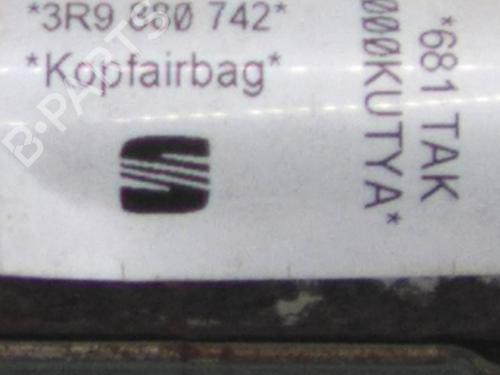 *3R9 880 742*
*Kopfairbag*
*681 TAK
000KUTYA*
B-PARTS